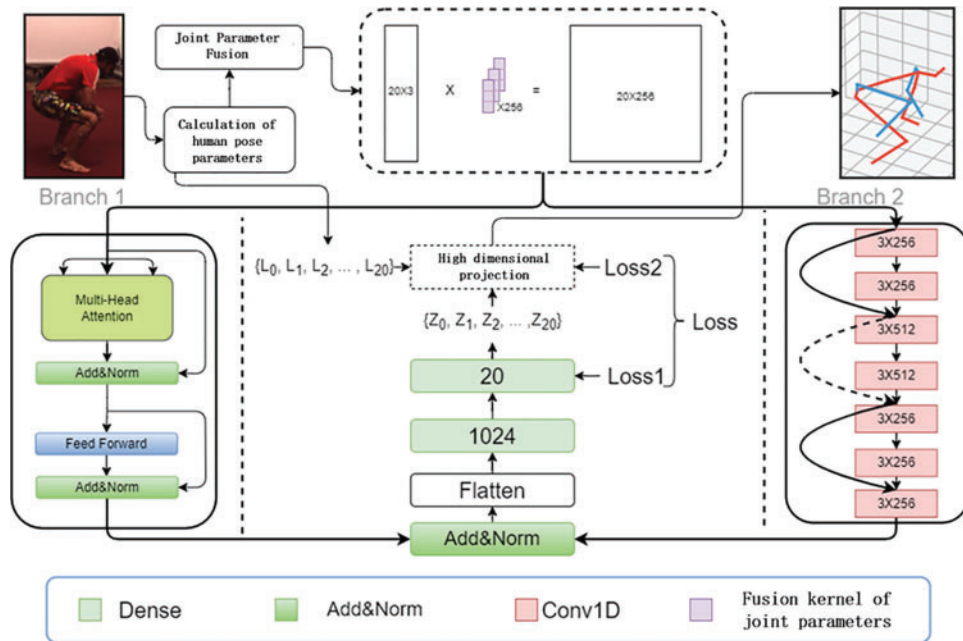 Joint Parameter
Fusion
Calculation of
human pose
parameters
20X3
X
X256
=
20X256
Branch 1
Branch 2
Multi-Head
Attention
Add&Norm
Feed Forward
Add&Norm
{L0, L1, L2, ... , L20}
High dimensional
projection
Loss2
{Z0, Z1, Z2, ... ,Z20}
Loss
20
Loss1
1024
Flatten
Add&Norm
3X256
3X256
3X512
3X512
3X256
3X256
3X256
Dense
Add&Norm
Conv1D
Fusion kernel of
joint parameters